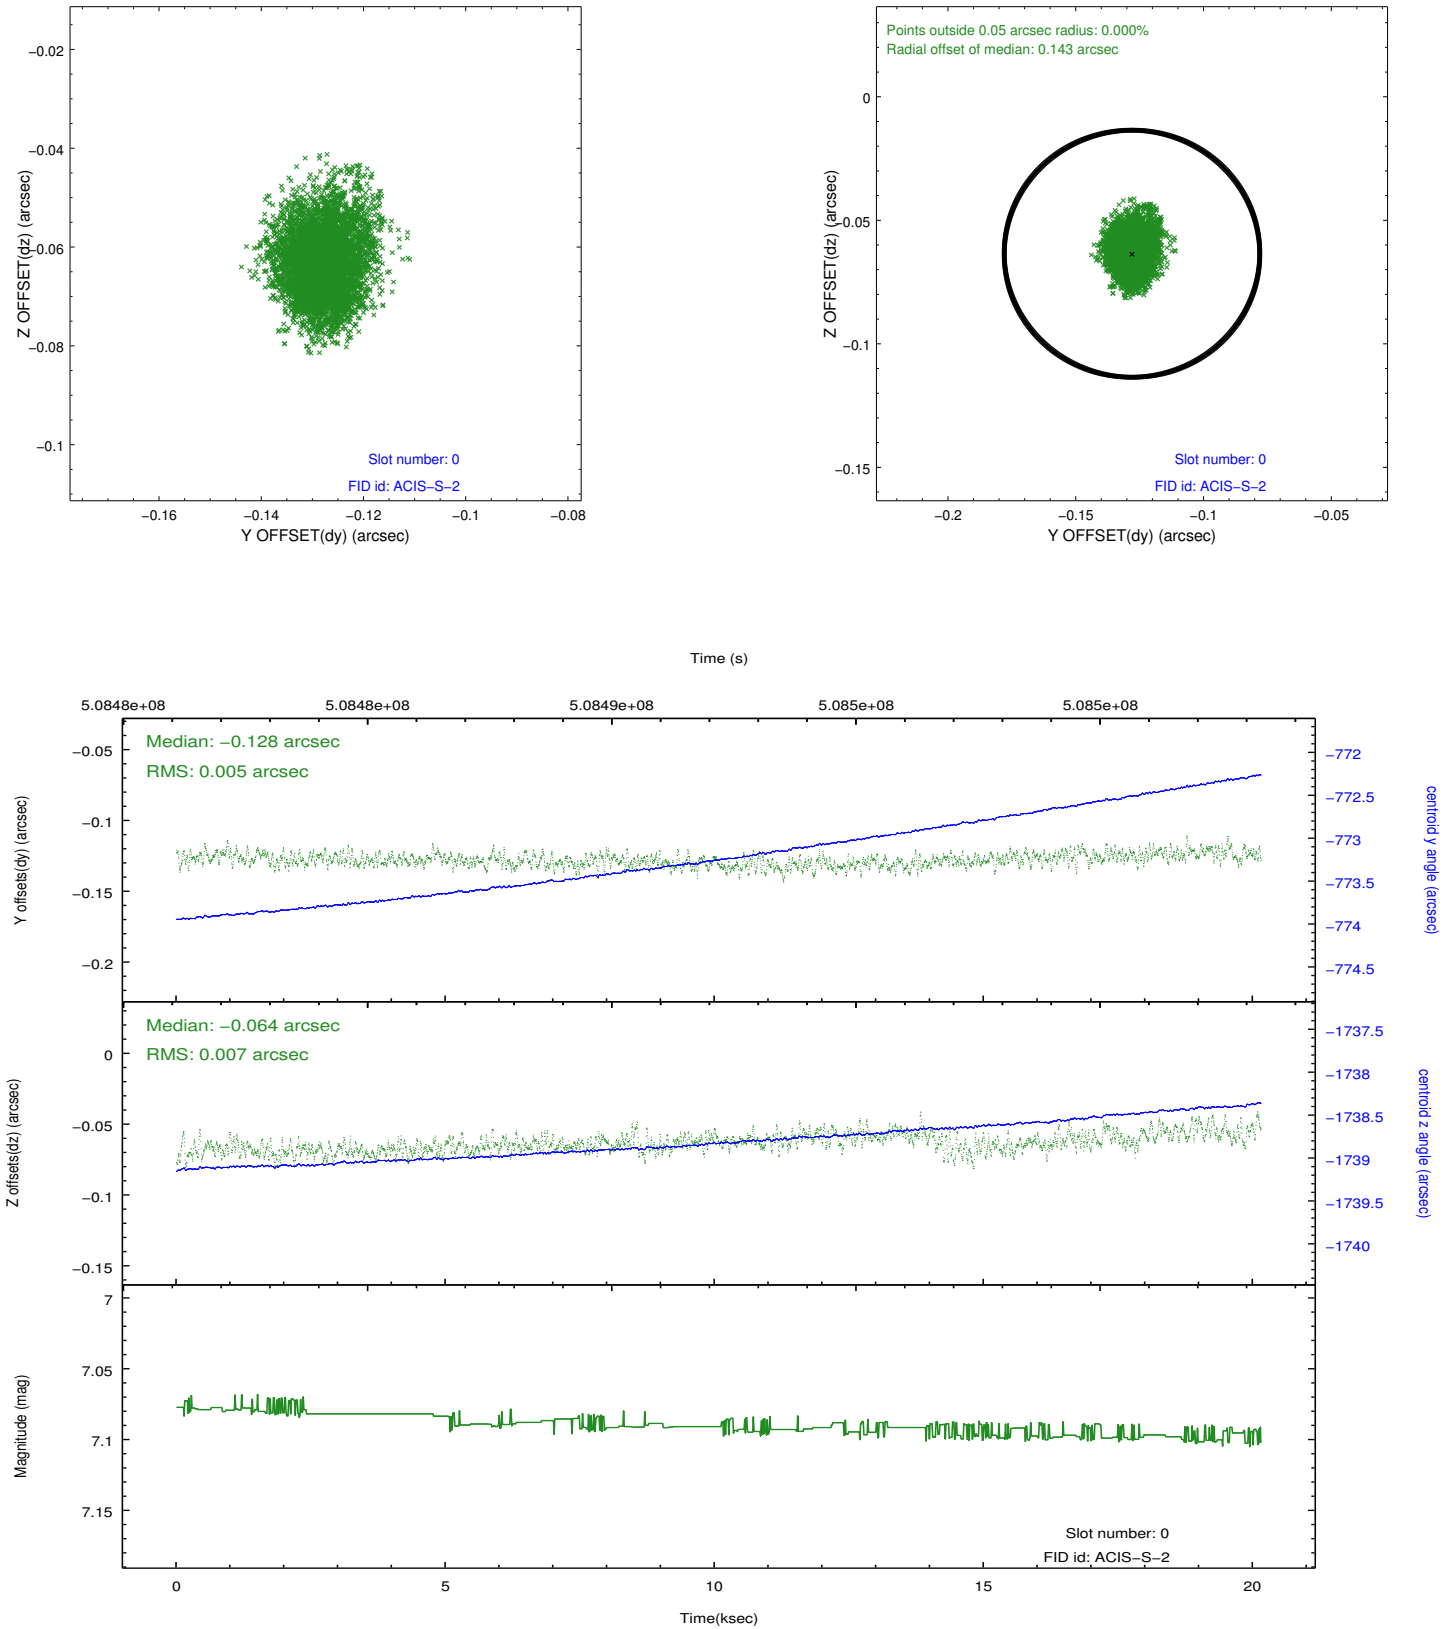 −0.02
−0.04
−0.06
−0.08
−0.1
Z OFFSET(dz) (arcsec)
Slot number: 0
FID id: ACIS−S−2
−0.16
−0.14
−0.12
−0.1
−0.08
Y OFFSET(dy) (arcsec)
Points outside 0.05 arcsec radius: 0.000%
Radial offset of median: 0.143 arcsec
0
−0.05
−0.1
−0.15
Z OFFSET(dz) (arcsec)
Slot number: 0
FID id: ACIS−S−2
−0.2
−0.15
−0.1
−0.05
Y OFFSET(dy) (arcsec)
Time (s)
5.0848e+08
5.0848e+08
5.0849e+08
5.085e+08
5.085e+08
Median: −0.128 arcsec
RMS: 0.005 arcsec
−0.05
−0.1
−0.15
−0.2
Y offsets(dy) (arcsec)
−772
−772.5
−773
−773.5
−774
−774.5
centroid y angle (arcsec)
Median: −0.064 arcsec
RMS: 0.007 arcsec
0
−0.05
−0.1
−0.15
Z offsets(dz) (arcsec)
−1737.5
−1738
−1738.5
−1739
−1739.5
−1740
centroid z angle (arcsec)
7
7.05
7.1
7.15
Magnitude (mag)
Slot number: 0
FID id: ACIS−S−2
0
5
10
15
20
Time(ksec)